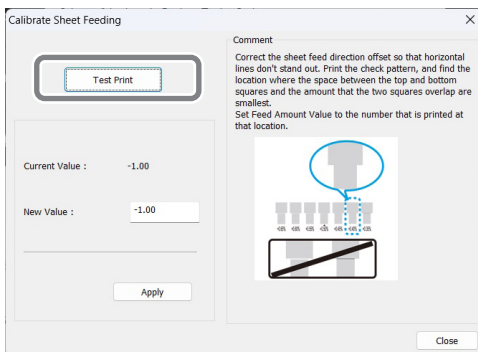 Calibrate Sheet Feeding
Test Print
Current Value :
-1.00
New Value :
-1.00
Apply
Comment
Correct the sheet feed direction offset so that horizontal
lines don't stand out. Print the check pattern, and find the
location where the space between the top and bottom
squares and the amount that the two squares overlap are
smallest.
Set Feed Amount Value to the number that is printed at
that location.
Close